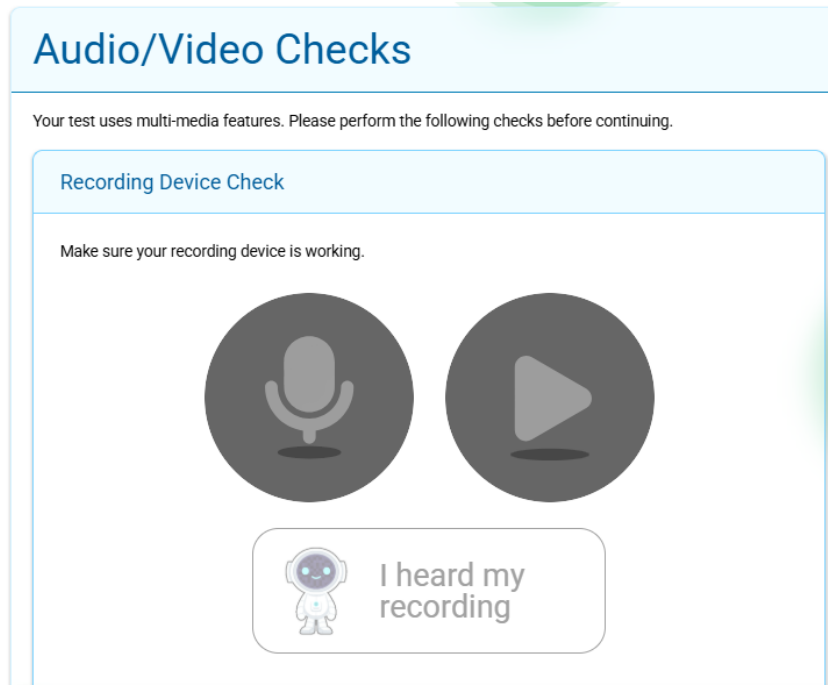 Audio/Video Checks
Your test uses multi-media features. Please perform the following checks before continuing.
Recording Device Check
Make sure your recording device is working.
I heard my
recording